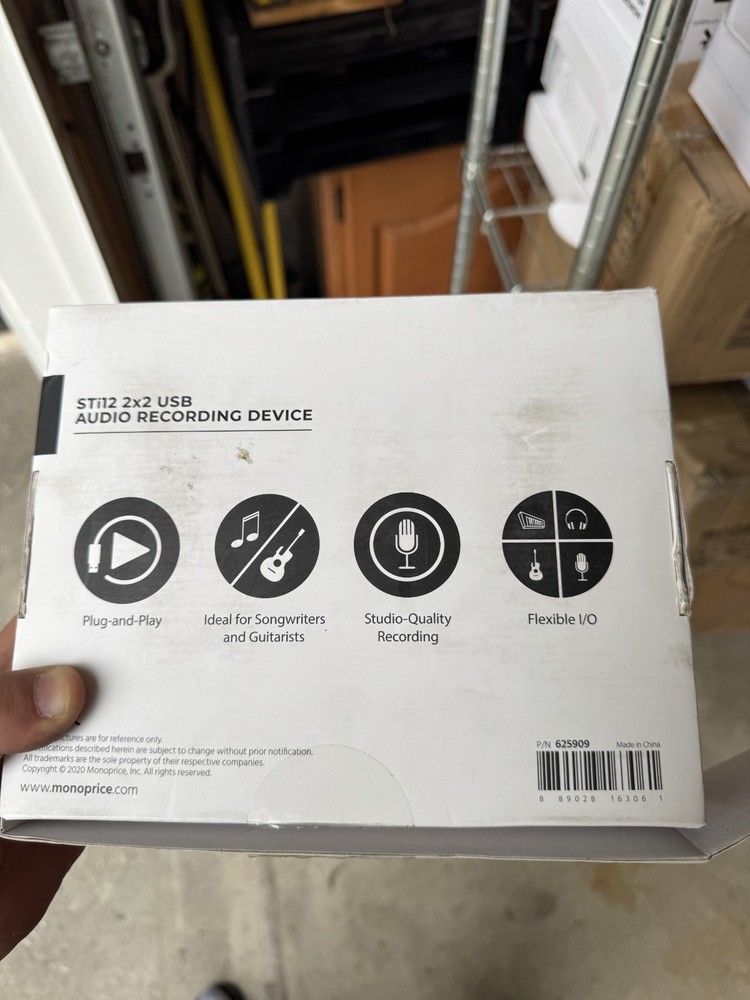 STi12 2x2 USB
AUDIO RECORDING DEVICE
Plug-and-Play
Ideal for Songwriters
and Guitarists
Studio-Quality
Recording
Flexible I/O
are for reference only.
described herein are subject to change without prior notification.
All trademarks are the sole property of their respective companies.
Copyright © 2020 Monoprice, Inc. All rights reserved.
www.monoprice.com
P/N 625909 Made in China
8 89028 16306 1